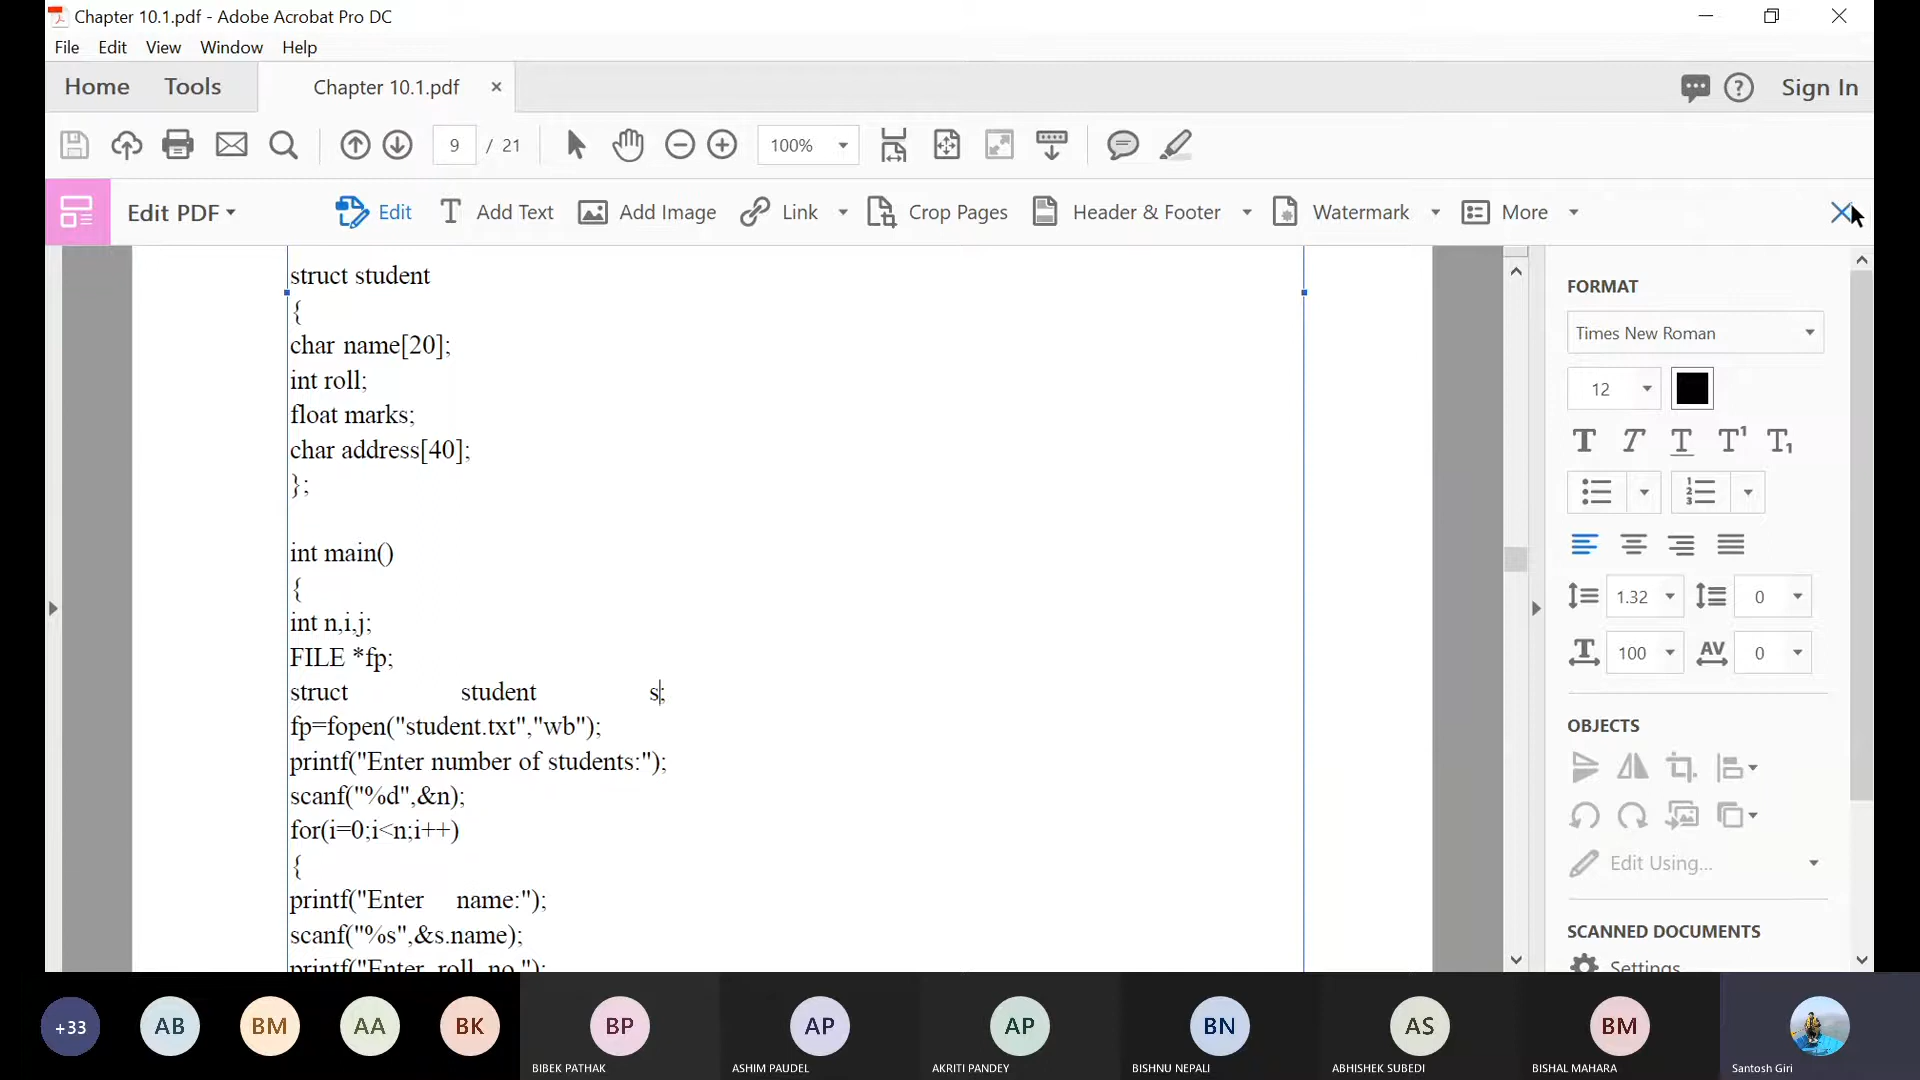 Chapter 10.1.pdf - Adobe Acrobat Pro DC
File Edit View Window Help
Home Tools Chapter 10.1.pdf × Sign In
9 / 21 100%
Edit PDF Edit Add Text Add Image Link Crop Pages Header & Footer Watermark More
struct student
{
char name[20];
int roll;
float marks;
char address[40];
};
int main()
{
int n,i,j;
FILE *fp;
struct student s;
fp=fopen("student.txt","wb");
printf("Enter number of students:");
scanf("%d",&n);
for(i=0;i<n;i++)
{
printf("Enter name:");
scanf("%s",&s.name);
printf("Enter roll no.");
FORMAT
Times New Roman
12
1.32 0
100 0
OBJECTS
Edit Using...
SCANNED DOCUMENTS
Settings
+33 AB BM AA BK BP AP AP BN AS BM
BIBEK PATHAK ASHIM PAUDEL AKRITI PANDEY BISHNU NEPALI ABHISHEK SUBEDI BISHAL MAHARA Santosh Giri